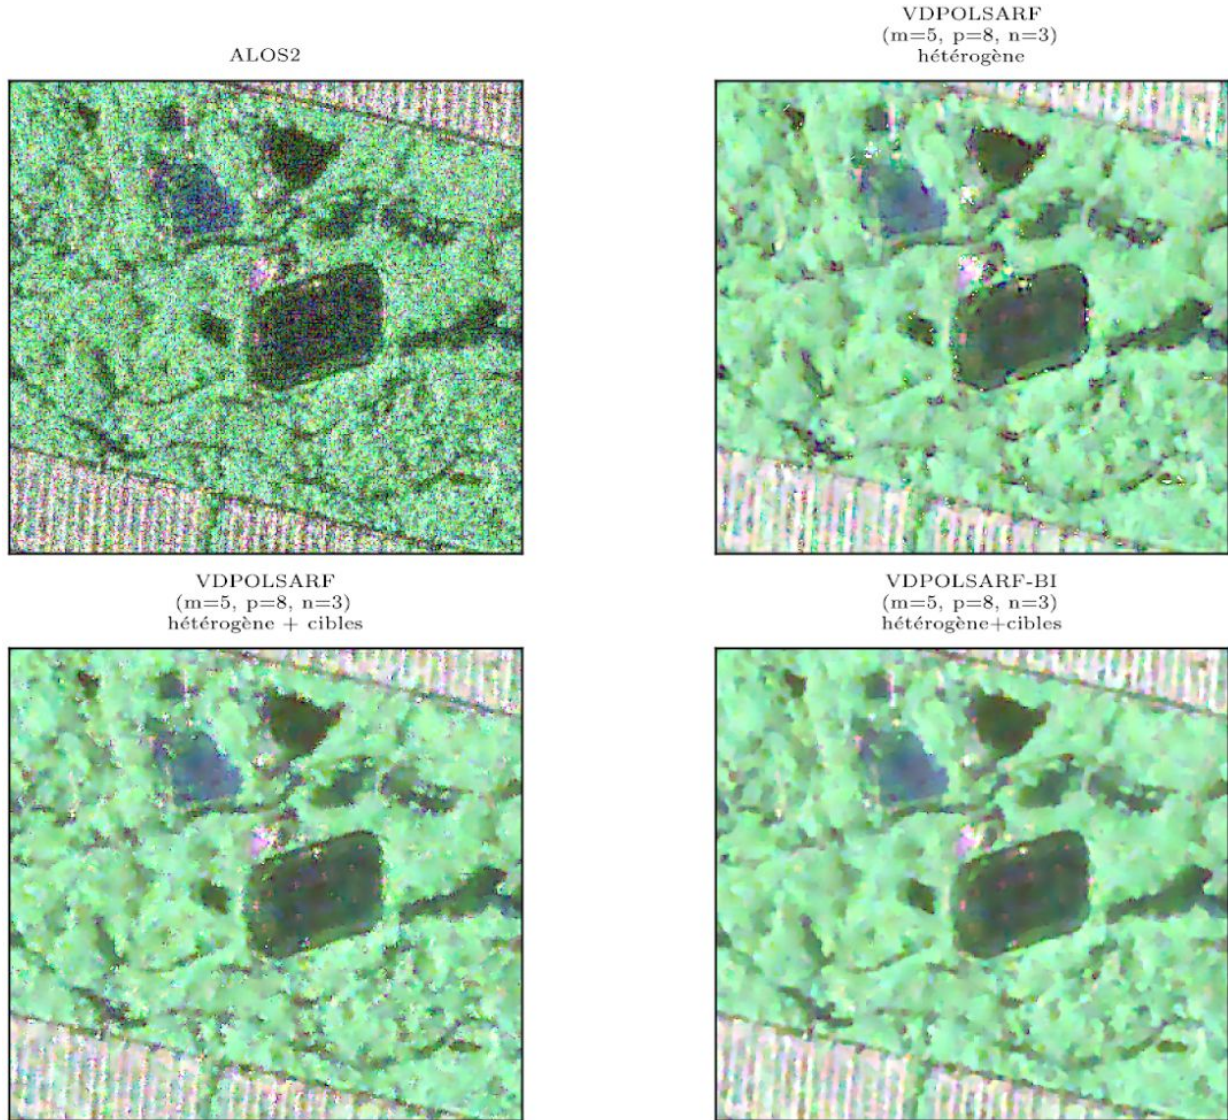 ALOS2
VDPOLSARF
(m=5, p=8, n=3)
hétérogène
VDPOLSARF
(m=5, p=8, n=3)
hétérogène + cibles
VDPOLSARF-BI
(m=5, p=8, n=3)
hétérogène+cibles